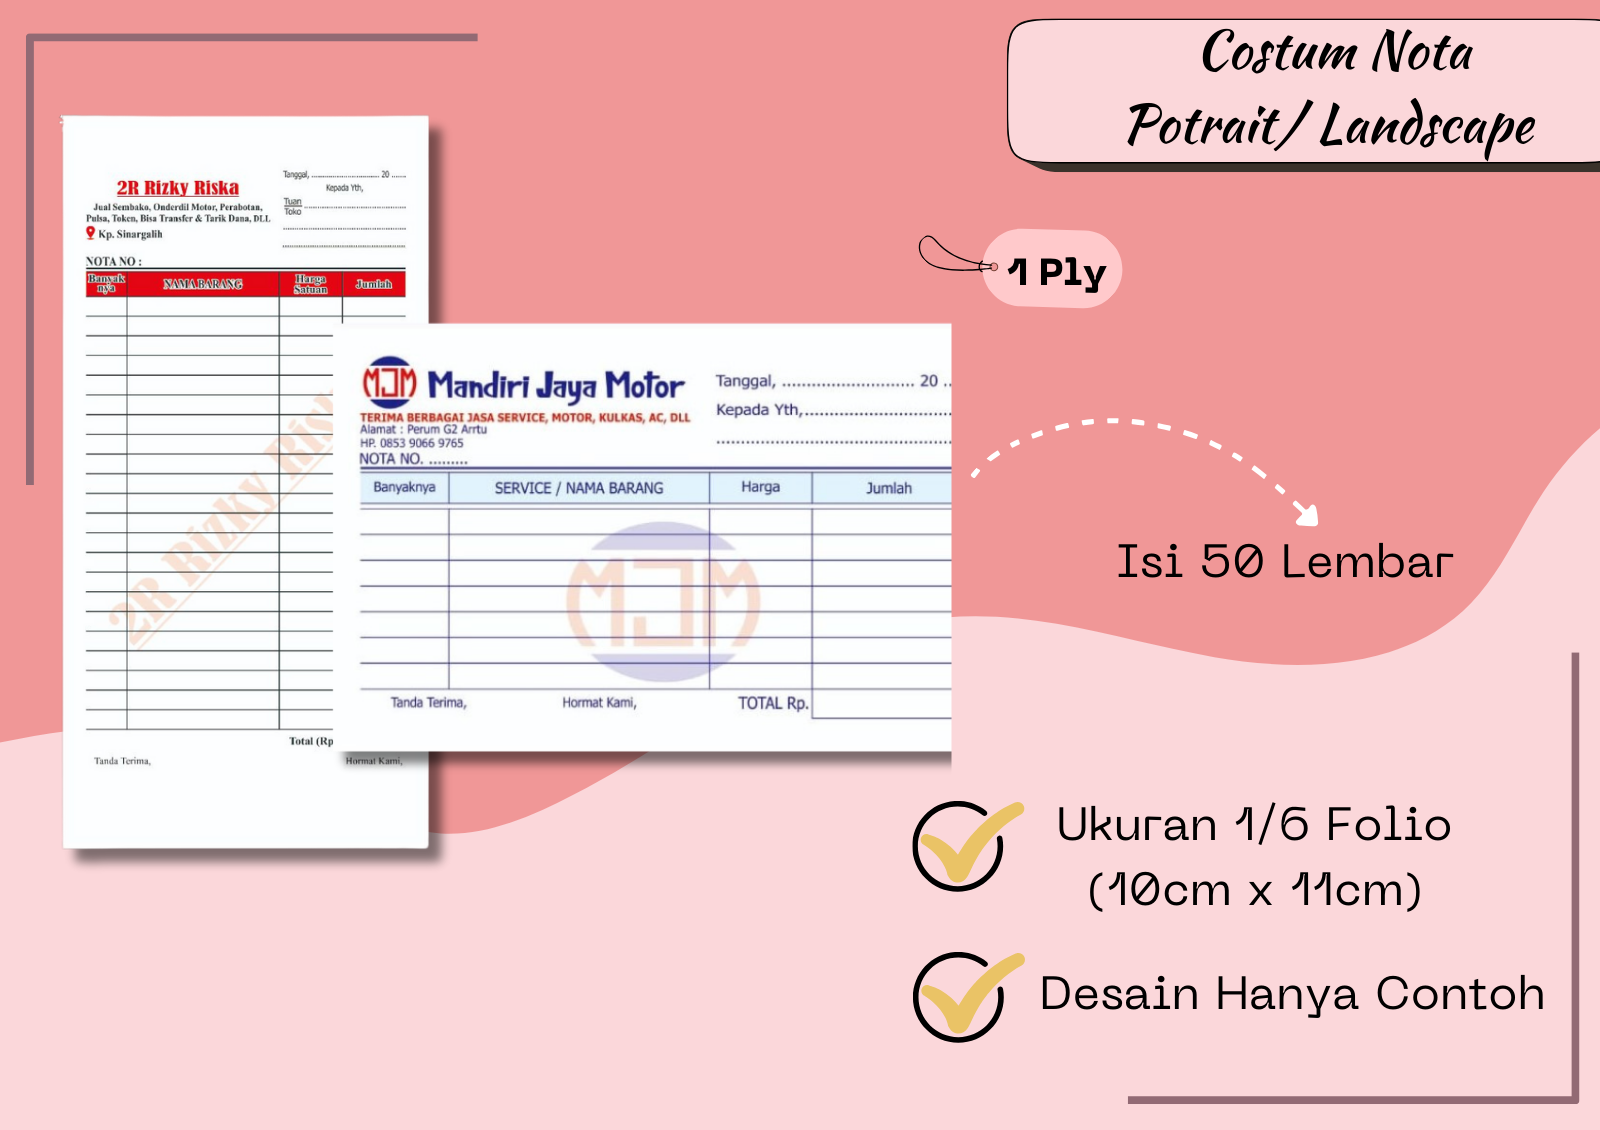 Costum Nota
Potrait/ Landscape
1 Ply
2R Rizky Riska
Jual Sembako, Onderdil Motor, Perabotan,
Pulsa, Token, Bisa Transfer & Tarik Dana, DLL
Kp. Sinargalih
Tanggal, .............................. 20 ......
Kepada Yth,
Tuan
Toko
NOTA NO :
Banyak nya NAMA BARANG Harga Satuan Jumlah
2R Rizky Risk
Total (Rp
Tanda Terima, Hormat Kami,
MJM Mandiri Jaya Motor
TERIMA BERBAGAI JASA SERVICE, MOTOR, KULKAS, AC, DLL
Alamat : Perum G2 Arrtu
HP. 0853 9066 9765
NOTA NO. .........
Tanggal, ........................... 20 ..
Kepada Yth,..............................
Banyaknya SERVICE / NAMA BARANG Harga Jumlah
MJM
Tanda Terima, Hormat Kami, TOTAL Rp.
Isi 50 Lembar
Ukuran 1/6 Folio
(10cm x 11cm)
Desain Hanya Contoh